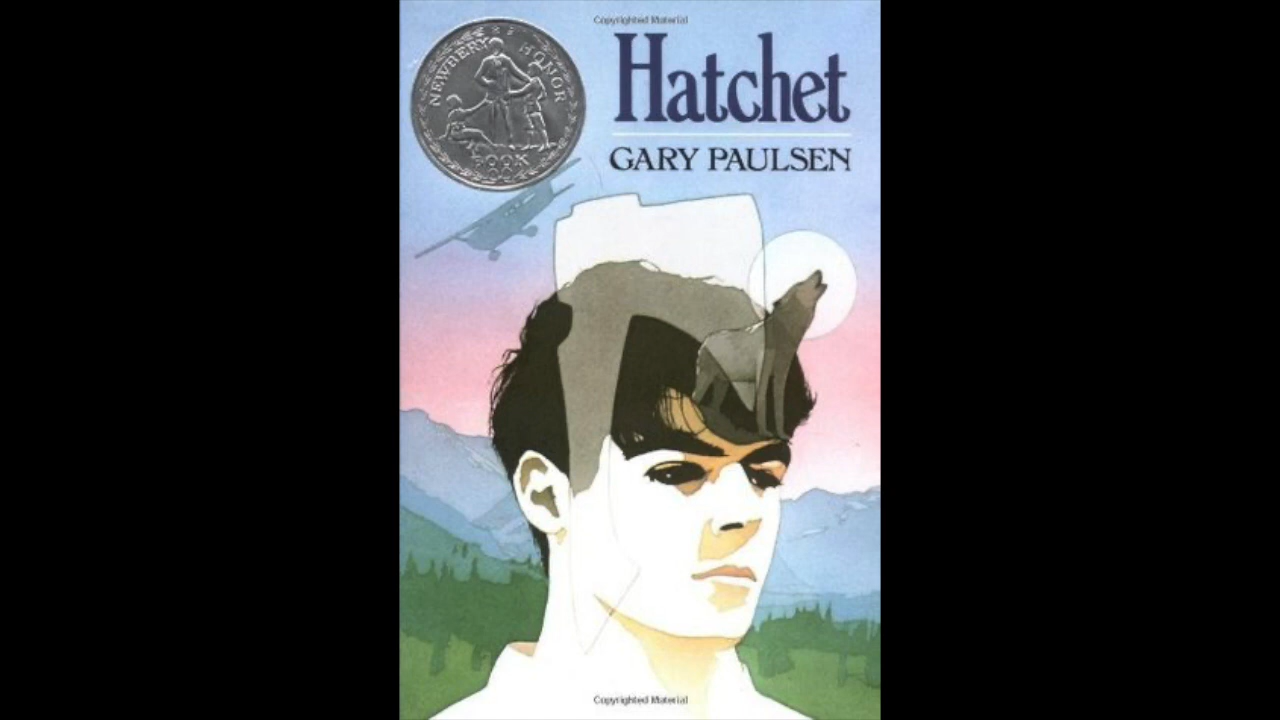 Copyrighted Material
NEWBERY HONOR
BOOK
Hatchet
GARY PAULSEN
Copyrighted Material